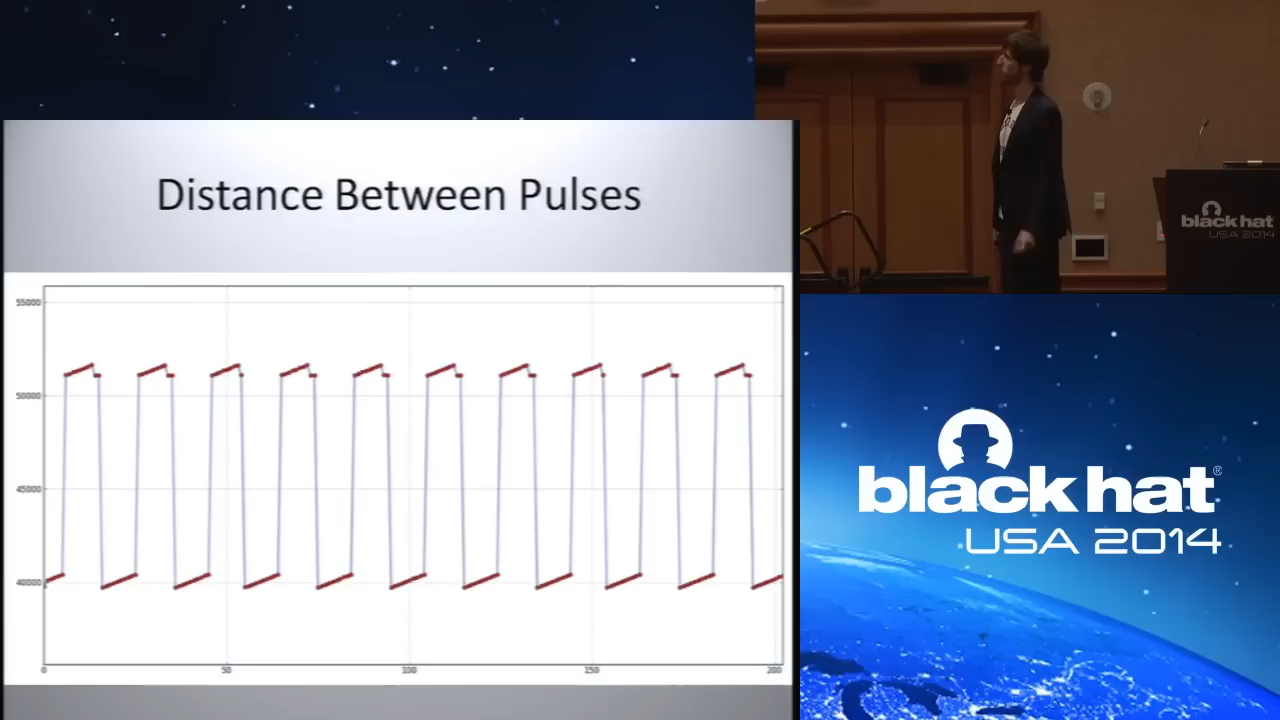 Distance Between Pulses
55000
50000
45000
40000
0 50 100 150 200
black hat
USA 2014
black hat®
USA 2014